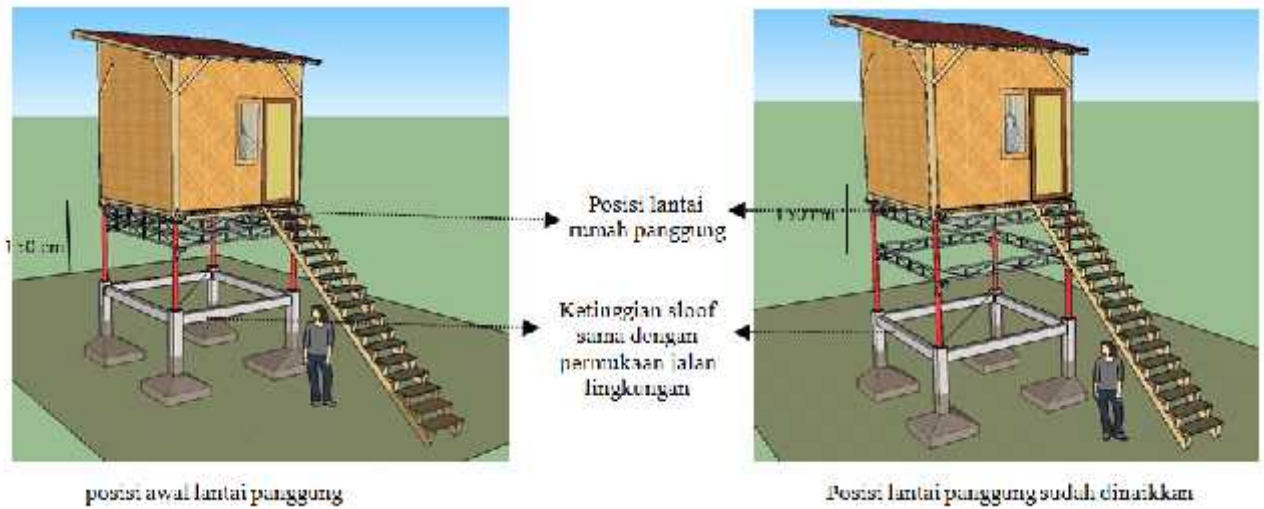 Posisi lantai
rumah panggung
Ketinggian sloof
sama dengan
permukaan jalan
lingkungan
posisi awal lantai panggung
Posisi lantai panggung sudah dinaikkan